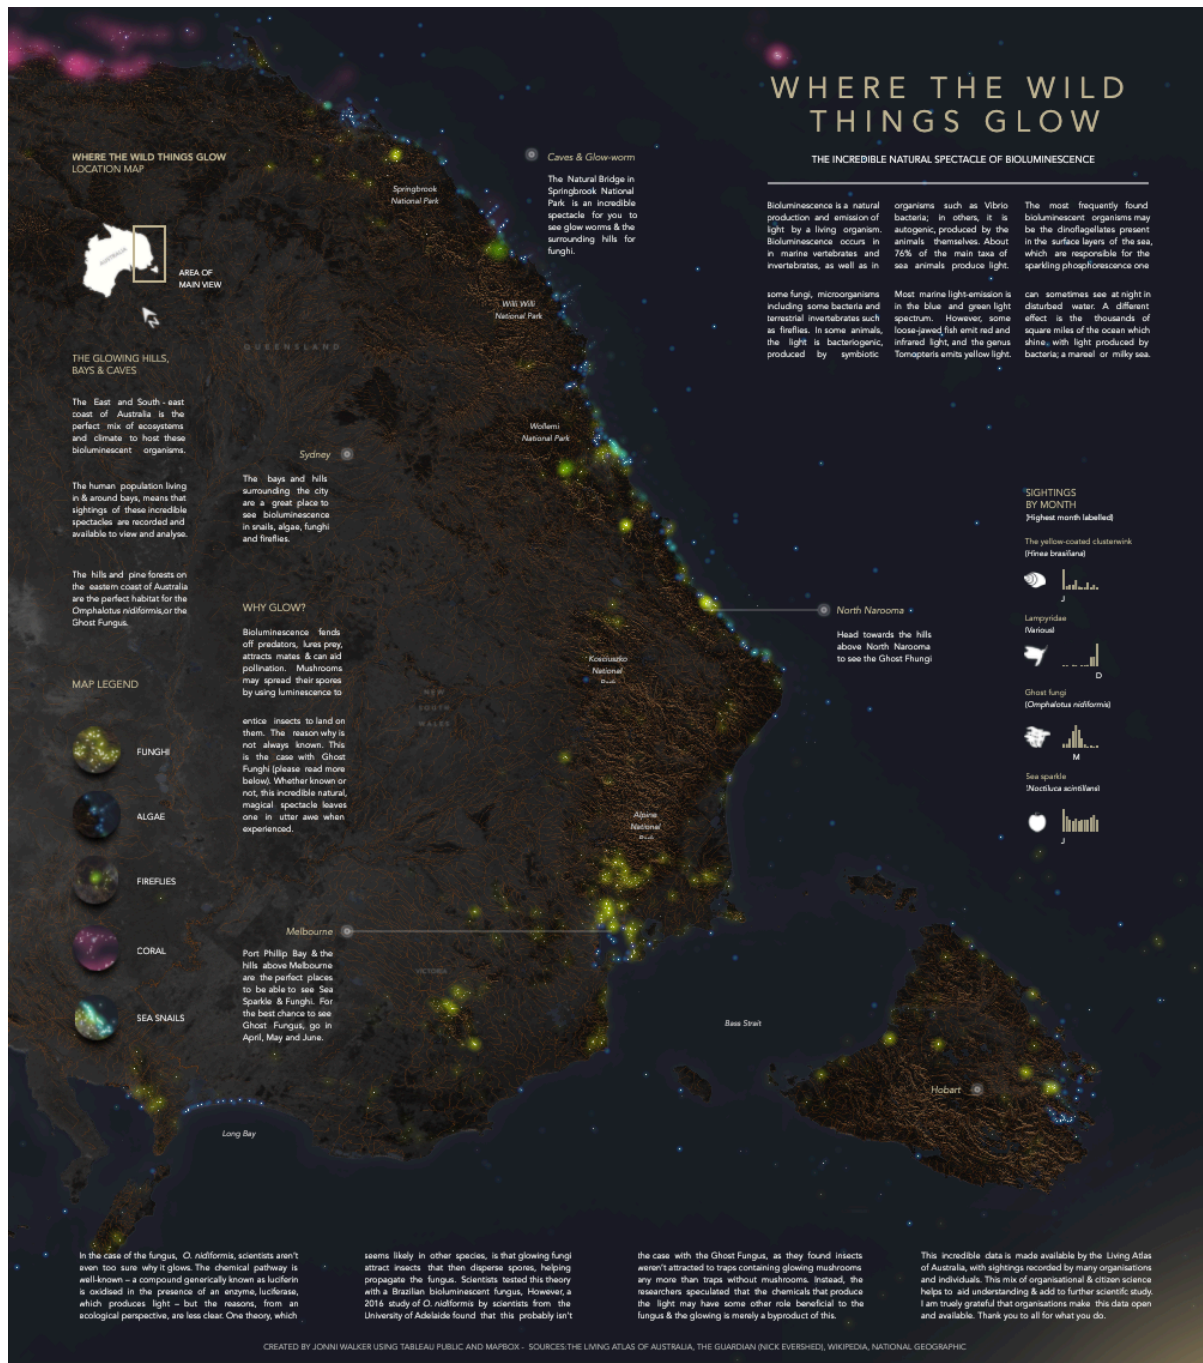 WHERE THE WILD
THINGS GLOW
THE INCREDIBLE NATURAL SPECTACLE OF BIOLUMINESCENCE
Bioluminescence is a natural
production and emission of
light by a living organism.
Bioluminescence occurs in
in marine vertebrates and
invertebrates, as well as in
some fungi, microorganisms
including some bacteria and
terrestrial invertebrates such
as fireflies. In some animals,
the light is bacteriogenic,
produced by symbiotic
organisms such as Vibrio
bacteria; in others, it is
autogenic, produced by the
animals themselves. About
76% of the main taxa of
sea animals produce light.
Most marine light-emission is
in the blue and green light
spectrum. However, some
loose-jawed fish emit red and
infrared light, and the genus
Tomopteris emits yellow light.
The most frequently found
bioluminescent organisms may
be the dinoflagellates present
in the surface layers of the sea,
which are responsible for the
sparkling phosphorescence one
can sometimes see at night in
disturbed water. A different
effect is the thousands of
square miles of the ocean which
shine with light produced by
bacteria; a mareel or milky sea.
WHERE THE WILD THINGS GLOW
LOCATION MAP
AUSTRALIA
AREA OF
MAIN VIEW
THE GLOWING HILLS,
BAYS & CAVES
The East and South - east
coast of Australia is the
perfect mix of ecosystems
and climate to host these
bioluminescent organisms.
The human population living
in & around bays, means that
sightings of these incredible
spectacles are recorded and
available to view and analyse.
The hills and pine forests on
the eastern coast of Australia
are the perfect habitat for the
Omphalotus nidiformis,or the
Ghost Fungus.
MAP LEGEND
FUNGHI
ALGAE
FIREFLIES
CORAL
SEA SNAILS
Caves & Glow-worm
The Natural Bridge in
Springbrook National
Park is an incredible
spectacle for you to
see glow worms & the
surrounding hills for
funghi.
Springbrook
National Park
Willi Willi
National Park
QUEENSLAND
Wollemi
National Park
Sydney
The bays and hills
surrounding the city
are a great place to
see bioluminescence
in snails, algae, funghi
and fireflies.
WHY GLOW?
Bioluminescence fends
off predators, lures prey,
attracts mates & can aid
pollination. Mushrooms
may spread their spores
by using luminescence to
entice insects to land on
them. The reason why is
not always known. This
is the case with Ghost
Funghi (please read more
below). Whether known or
not, this incredible natural,
magical spectacle leaves
one in utter awe when
experienced.
North Narooma
Head towards the hills
above North Narooma
to see the Ghost Fhungi
Kosciuszko
National
NEW
SOUTH
WALES
Alpine
National
SIGHTINGS
BY MONTH
(Highest month labelled)
The yellow-coated clusterwink
(Hinea brasiliana)
J
Lampyridae
(Various)
D
Ghost fungi
(Omphalotus nidiformis)
M
Sea sparkle
(Noctiluca scintillans)
J
Melbourne
Port Phillip Bay & the
hills above Melbourne
are the perfect places
to be able to see Sea
Sparkle & Funghi. For
the best chance to see
Ghost Fungus, go in
April, May and June.
VICTORIA
Bass Strait
Hobart
Long Bay
In the case of the fungus, O. nidiformis, scientists aren't
even too sure why it glows. The chemical pathway is
well-known – a compound generically known as luciferin
is oxidised in the presence of an enzyme, luciferase,
which produces light – but the reasons, from an
ecological perspective, are less clear. One theory, which
seems likely in other species, is that glowing fungi
attract insects that then disperse spores, helping
propagate the fungus. Scientists tested this theory
with a Brazilian bioluminescent fungus, However, a
2016 study of O. nidiformis by scientists from the
University of Adelaide found that this probably isn't
the case with the Ghost Fungus, as they found insects
weren't attracted to traps containing glowing mushrooms
any more than traps without mushrooms. Instead, the
researchers speculated that the chemicals that produce
the light may have some other role beneficial to the
fungus & the glowing is merely a byproduct of this.
This incredible data is made available by the Living Atlas
of Australia, with sightings recorded by many organisations
and individuals. This mix of organisational & citizen science
helps to aid understanding & add to further scientifc study.
I am truly grateful that organisations make this data open
and available. Thank you to all for what you do.
CREATED BY JONNI WALKER USING TABLEAU PUBLIC AND MAPBOX - SOURCES:THE LIVING ATLAS OF AUSTRALIA, THE GUARDIAN (NICK EVERSHED), WIKIPEDIA, NATIONAL GEOGRAPHIC